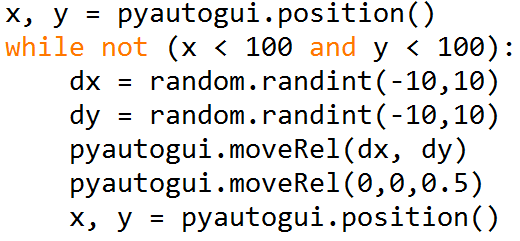 x, y = pyautogui.position()
while not (x < 100 and y < 100):
    dx = random.randint(-10,10)
    dy = random.randint(-10,10)
    pyautogui.moveRel(dx, dy)
    pyautogui.moveRel(0,0,0.5)
    x, y = pyautogui.position()